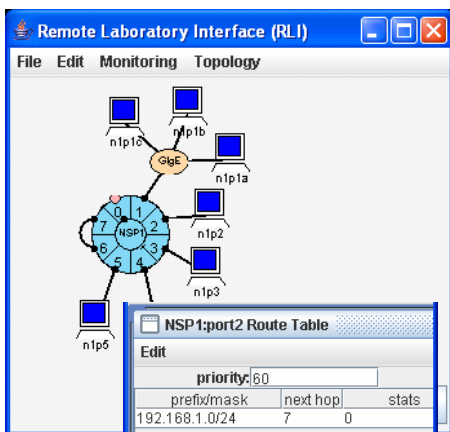 Remote Laboratory Interface (RLI)
File Edit Monitoring Topology
n1p1c
n1p1b
GigE
n1p1a
0 1
7 2
NSP1
6 3
5 4
n1p2
n1p3
n1p5
NSP1:port2 Route Table
Edit
priority: 60
prefix/mask next hop stats
192.168.1.0/24 7 0